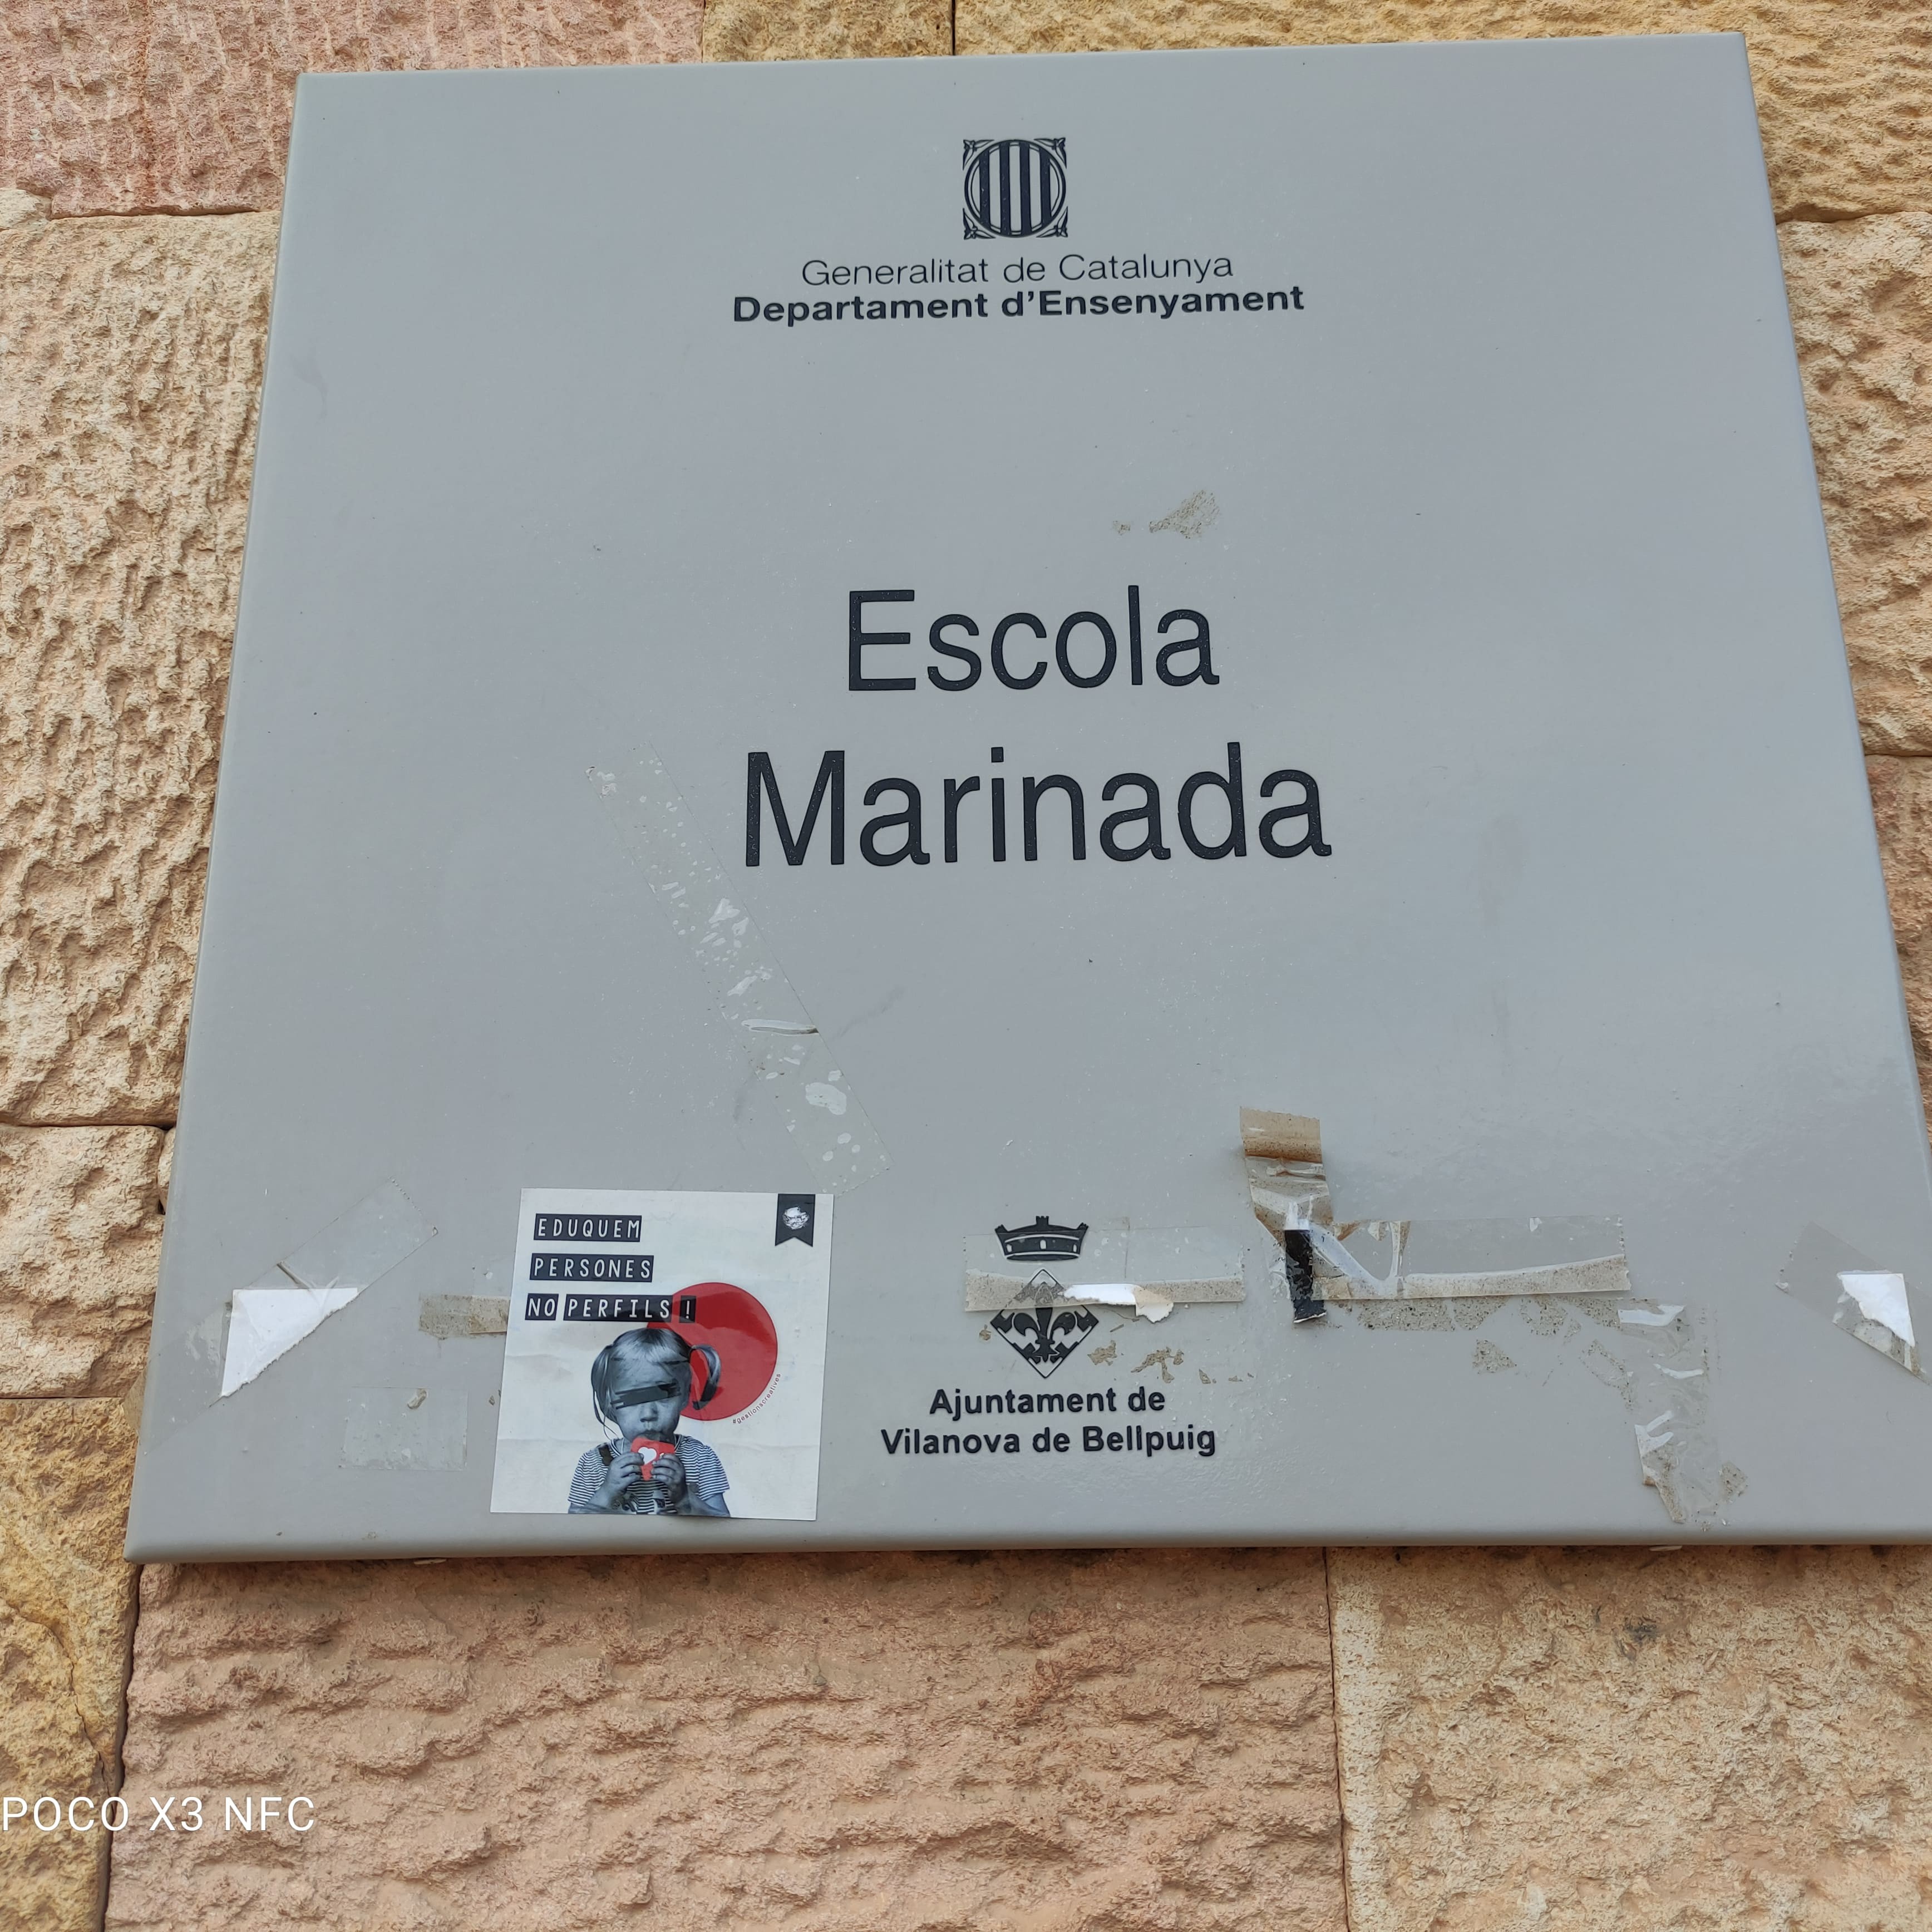 Generalitat de Catalunya
Departament d'Ensenyament
Escola
Marinada
EDUQUEM
PERSONES
NO PERFILS!
#gestionscreatives
Ajuntament de
Vilanova de Bellpuig
POCO X3 NFC